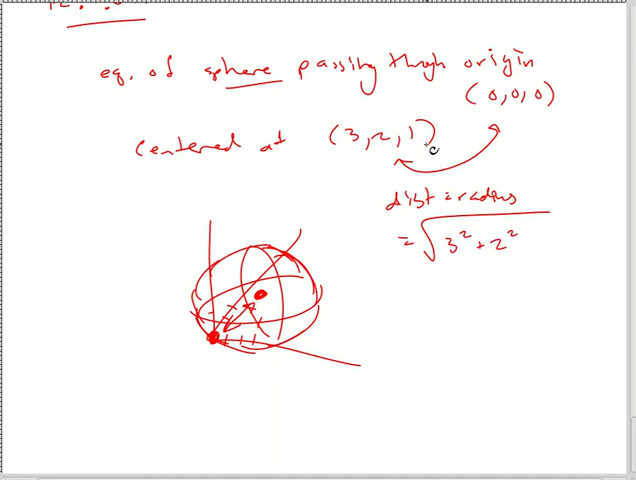 eq. of sphere passing through origin
(0,0,0)
centered at (3,2,1)
dist = radius
= √3² + 2²